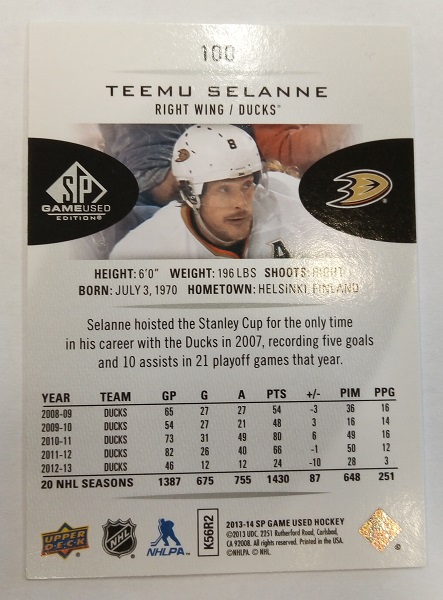 100
TEEMU SELANNE
RIGHT WING / DUCKS®
8
A
SP
GAMEUSED
EDITION®
HEIGHT: 6'0" WEIGHT: 196 LBS SHOOTS: RIGHT
BORN: JULY 3, 1970 HOMETOWN: HELSINKI, FINLAND
Selanne hoisted the Stanley Cup for the only time
in his career with the Ducks in 2007, recording five goals
and 10 assists in 21 playoff games that year.
YEAR TEAM GP G A PTS +/- PIM PPG
2008-09 DUCKS 65 27 27 54 -3 36 16
2009-10 DUCKS 54 27 21 48 3 16 14
2010-11 DUCKS 73 31 49 80 6 49 16
2011-12 DUCKS 82 26 40 66 -1 50 12
2012-13 DUCKS 46 12 12 24 -10 28 3
20 NHL SEASONS 1387 675 755 1430 87 648 251
UPPER
DECK
NHL
NHLPA
K56R2
2013-14 SP GAME USED HOCKEY
©2013 UDC. 2251 Rutherford Road, Carlsbad,
CA 92008. All rights reserved. Printed in the USA.
©NHLPA © NHL.
®